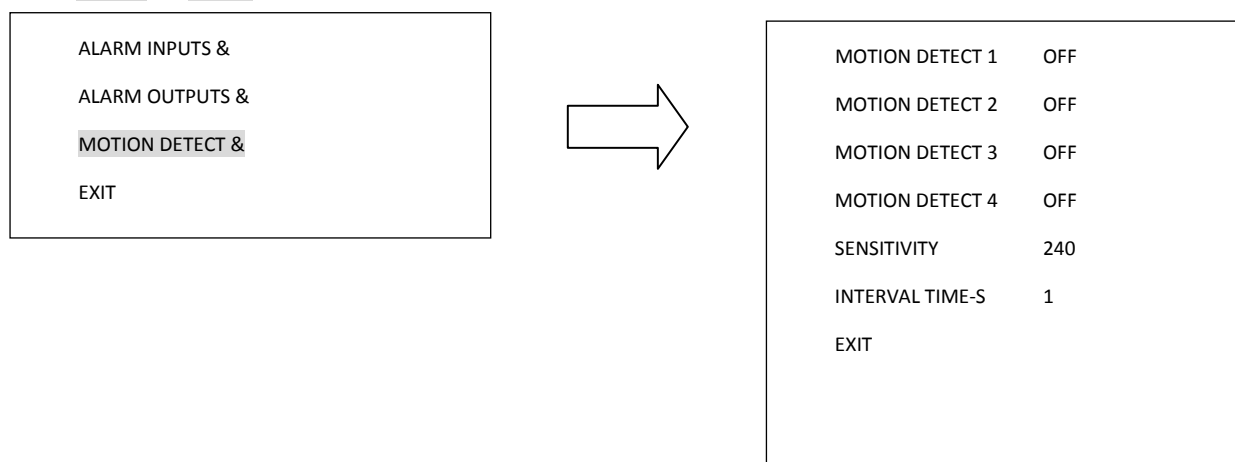 ALARM INPUTS &
ALARM OUTPUTS &
MOTION DETECT &
EXIT
MOTION DETECT 1 OFF
MOTION DETECT 2 OFF
MOTION DETECT 3 OFF
MOTION DETECT 4 OFF
SENSITIVITY 240
INTERVAL TIME-S 1
EXIT